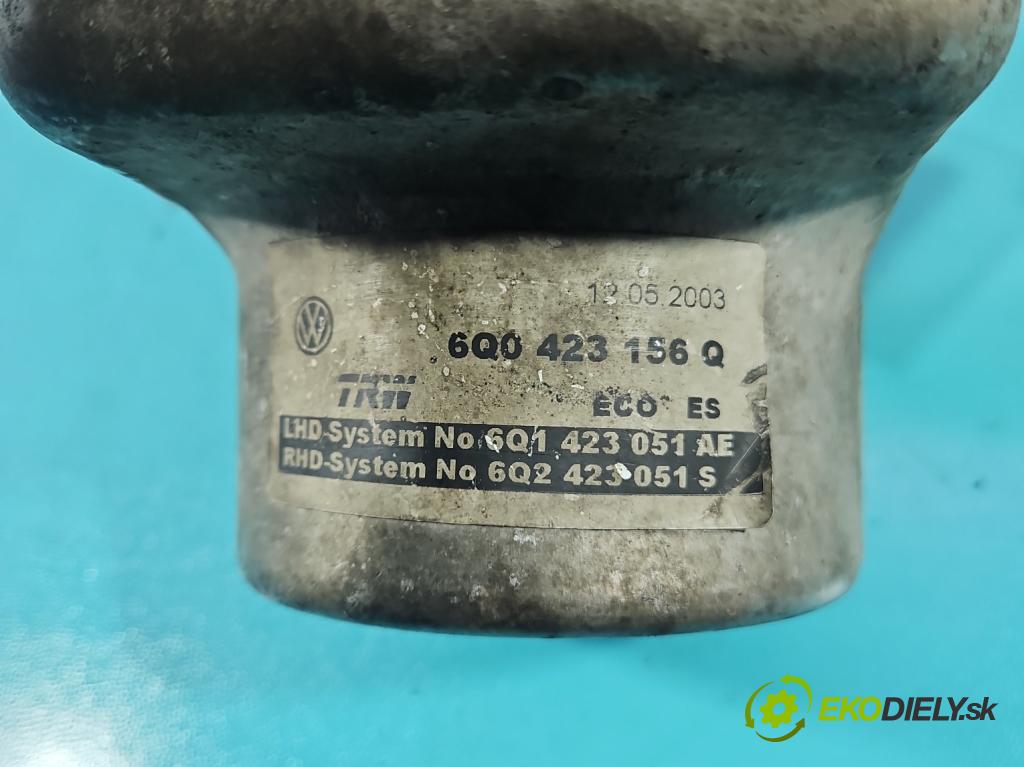 12.05.2003
6Q0 423 156 Q
TRW ECO ES
LHD-System No 6Q1 423 051 AE
RHD-System No 6Q2 423 051 S
EKODIELY.sk